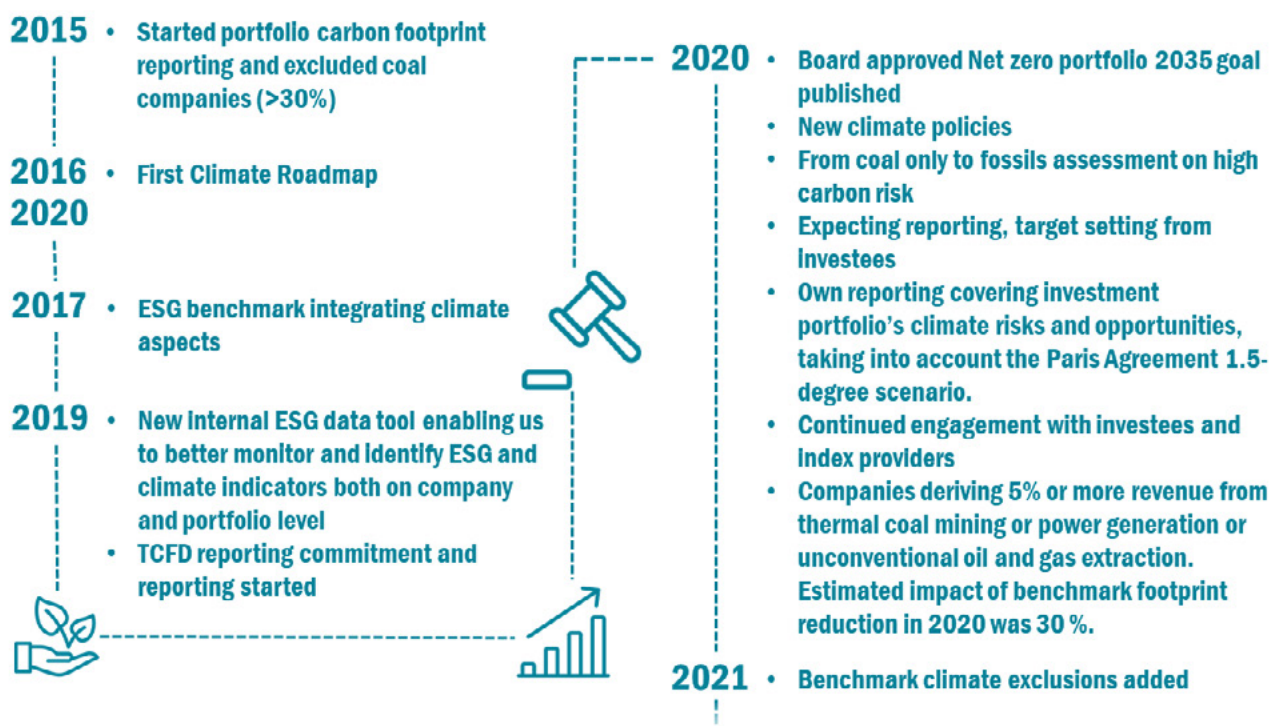 2015 • Started portfolio carbon footprint
reporting and excluded coal
companies (>30%)
2016 • First Climate Roadmap
2020
2017 • ESG benchmark integrating climate
aspects
2019 • New internal ESG data tool enabling us
to better monitor and identify ESG and
climate indicators both on company
and portfolio level
• TCFD reporting commitment and
reporting started
2020 • Board approved Net zero portfolio 2035 goal
published
• New climate policies
• From coal only to fossils assessment on high
carbon risk
• Expecting reporting, target setting from
investees
• Own reporting covering investment
portfolio's climate risks and opportunities,
taking into account the Paris Agreement 1.5-
degree scenario.
• Continued engagement with investees and
index providers
• Companies deriving 5% or more revenue from
thermal coal mining or power generation or
unconventional oil and gas extraction.
Estimated impact of benchmark footprint
reduction in 2020 was 30 %.
2021 • Benchmark climate exclusions added